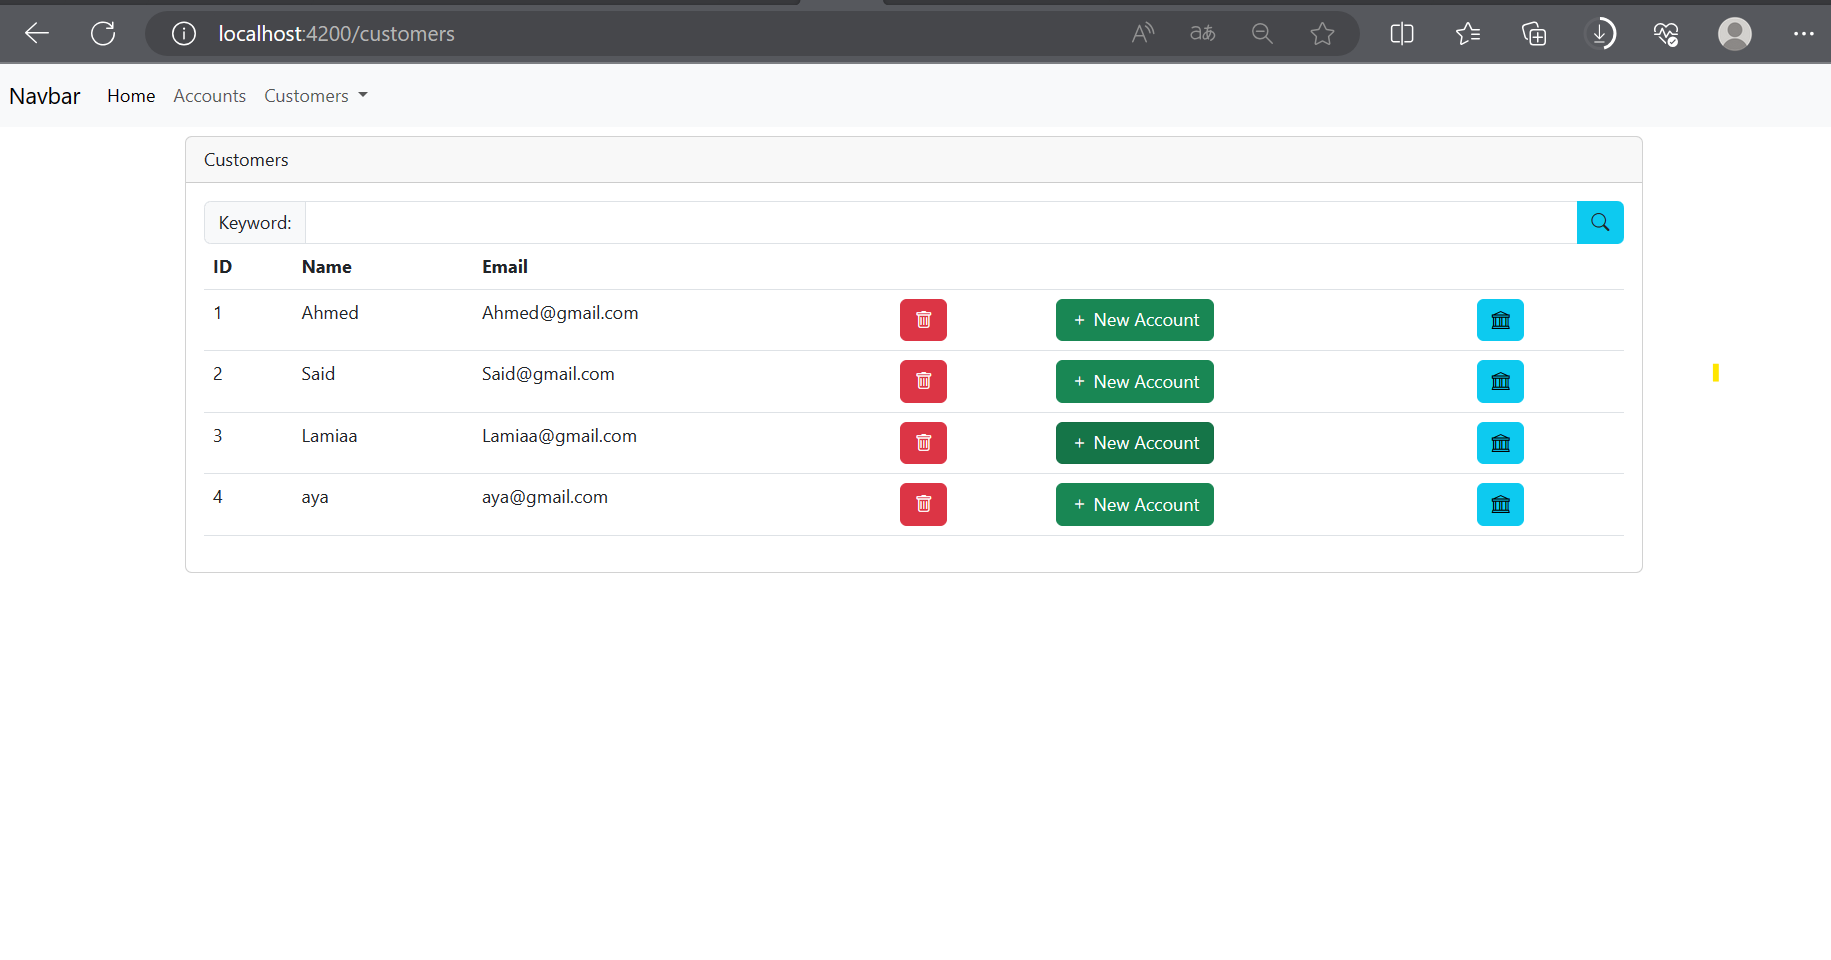 localhost:4200/customers
Navbar Home Accounts Customers
Customers
Keyword:
ID Name Email
1 Ahmed Ahmed@gmail.com + New Account
2 Said Said@gmail.com + New Account
3 Lamiaa Lamiaa@gmail.com + New Account
4 aya aya@gmail.com + New Account